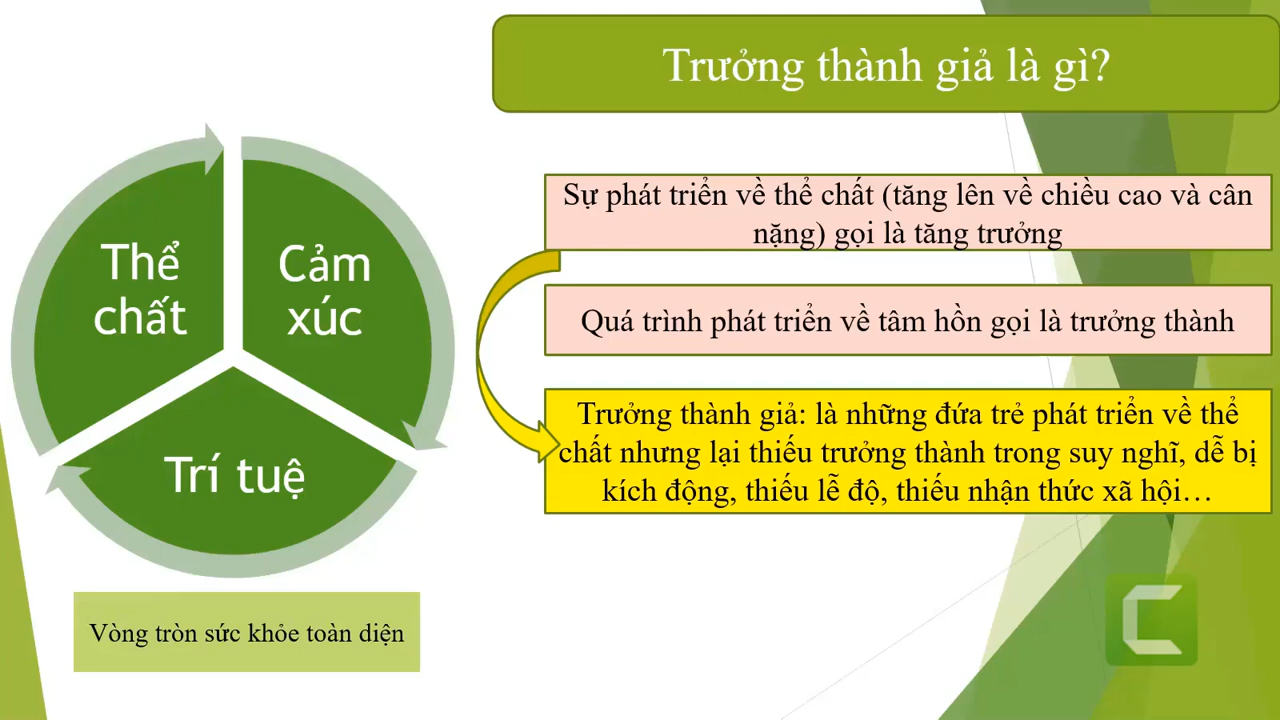 Trưởng thành giả là gì?
Thể
chất
Cảm
xúc
Trí tuệ
Vòng tròn sức khỏe toàn diện
Sự phát triển về thể chất (tăng lên về chiều cao và cân
nặng) gọi là tăng trưởng
Quá trình phát triển về tâm hồn gọi là trưởng thành
Trưởng thành giả: là những đứa trẻ phát triển về thể
chất nhưng lại thiếu trưởng thành trong suy nghĩ, dễ bị
kích động, thiếu lễ độ, thiếu nhận thức xã hội…